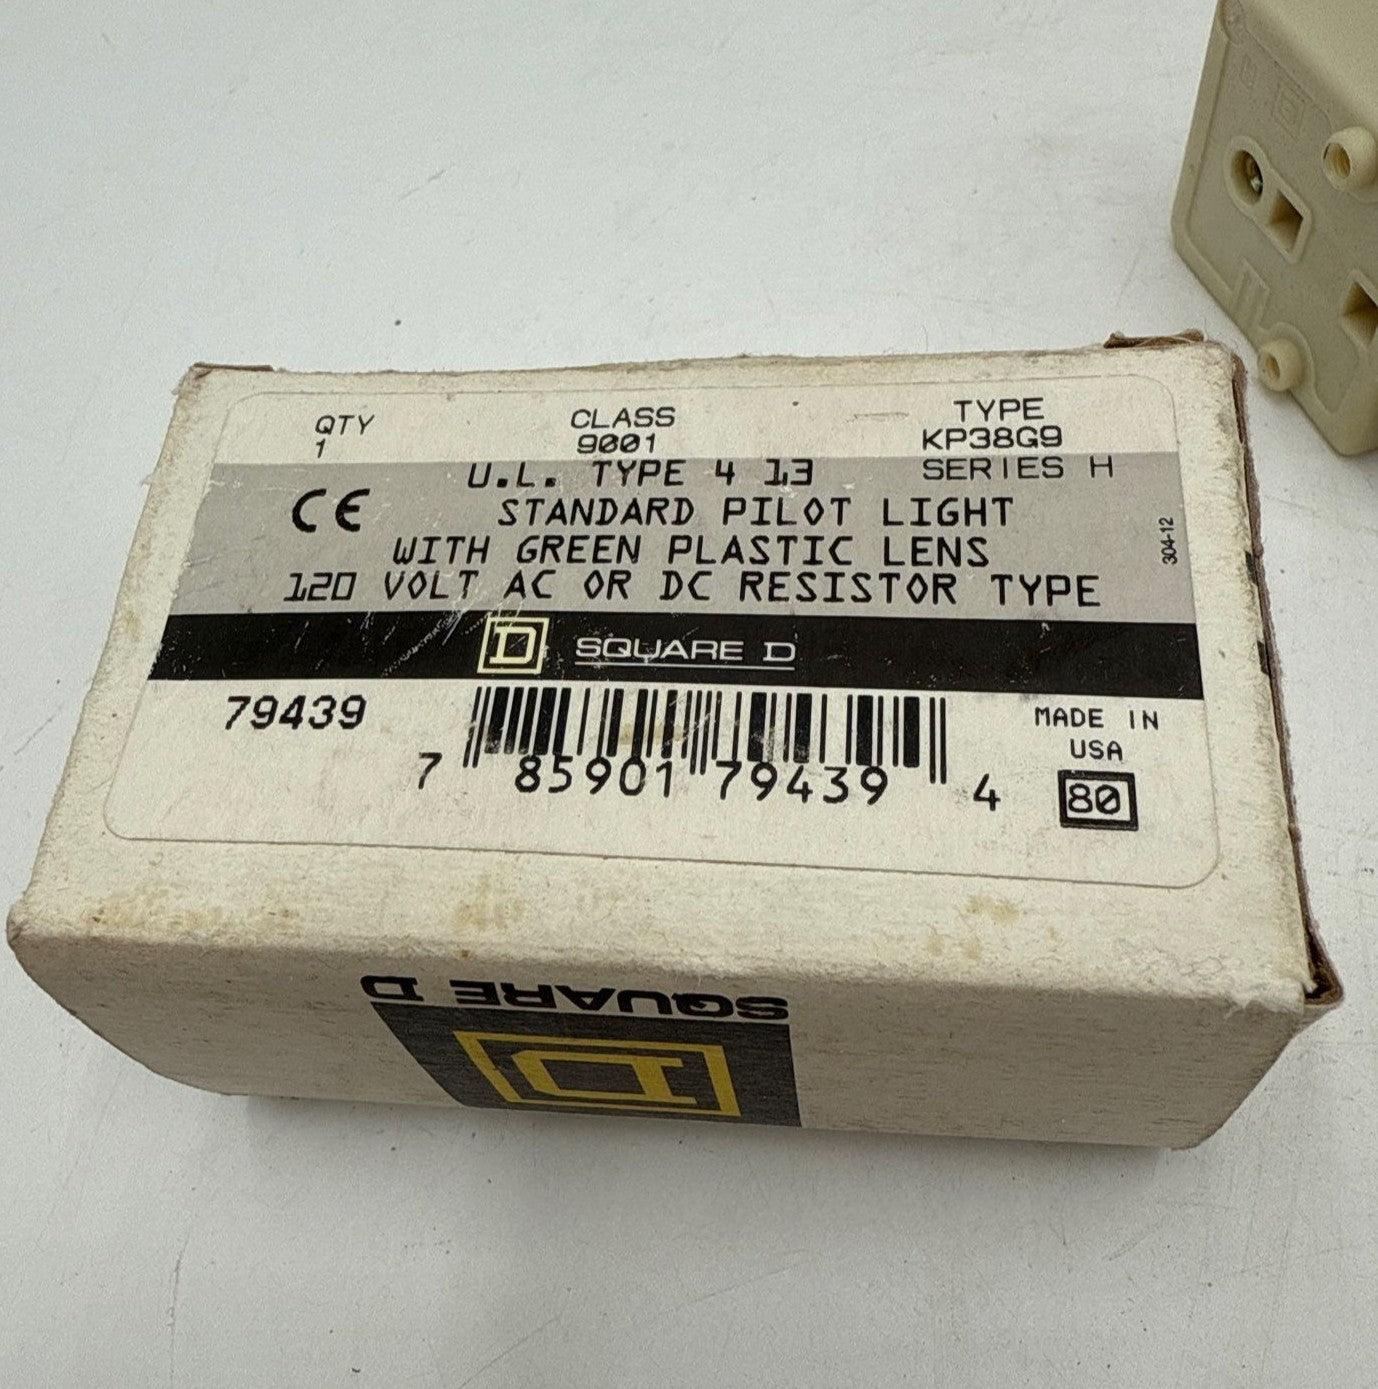 QTY CLASS TYPE
1 9001 KP38G9
U.L. TYPE 4 13 SERIES H
CE STANDARD PILOT LIGHT
WITH GREEN PLASTIC LENS
120 VOLT AC OR DC RESISTOR TYPE
304-12
D SQUARE D
79439 MADE IN
USA
7 85901 79439 4 80
SQUARE D
D